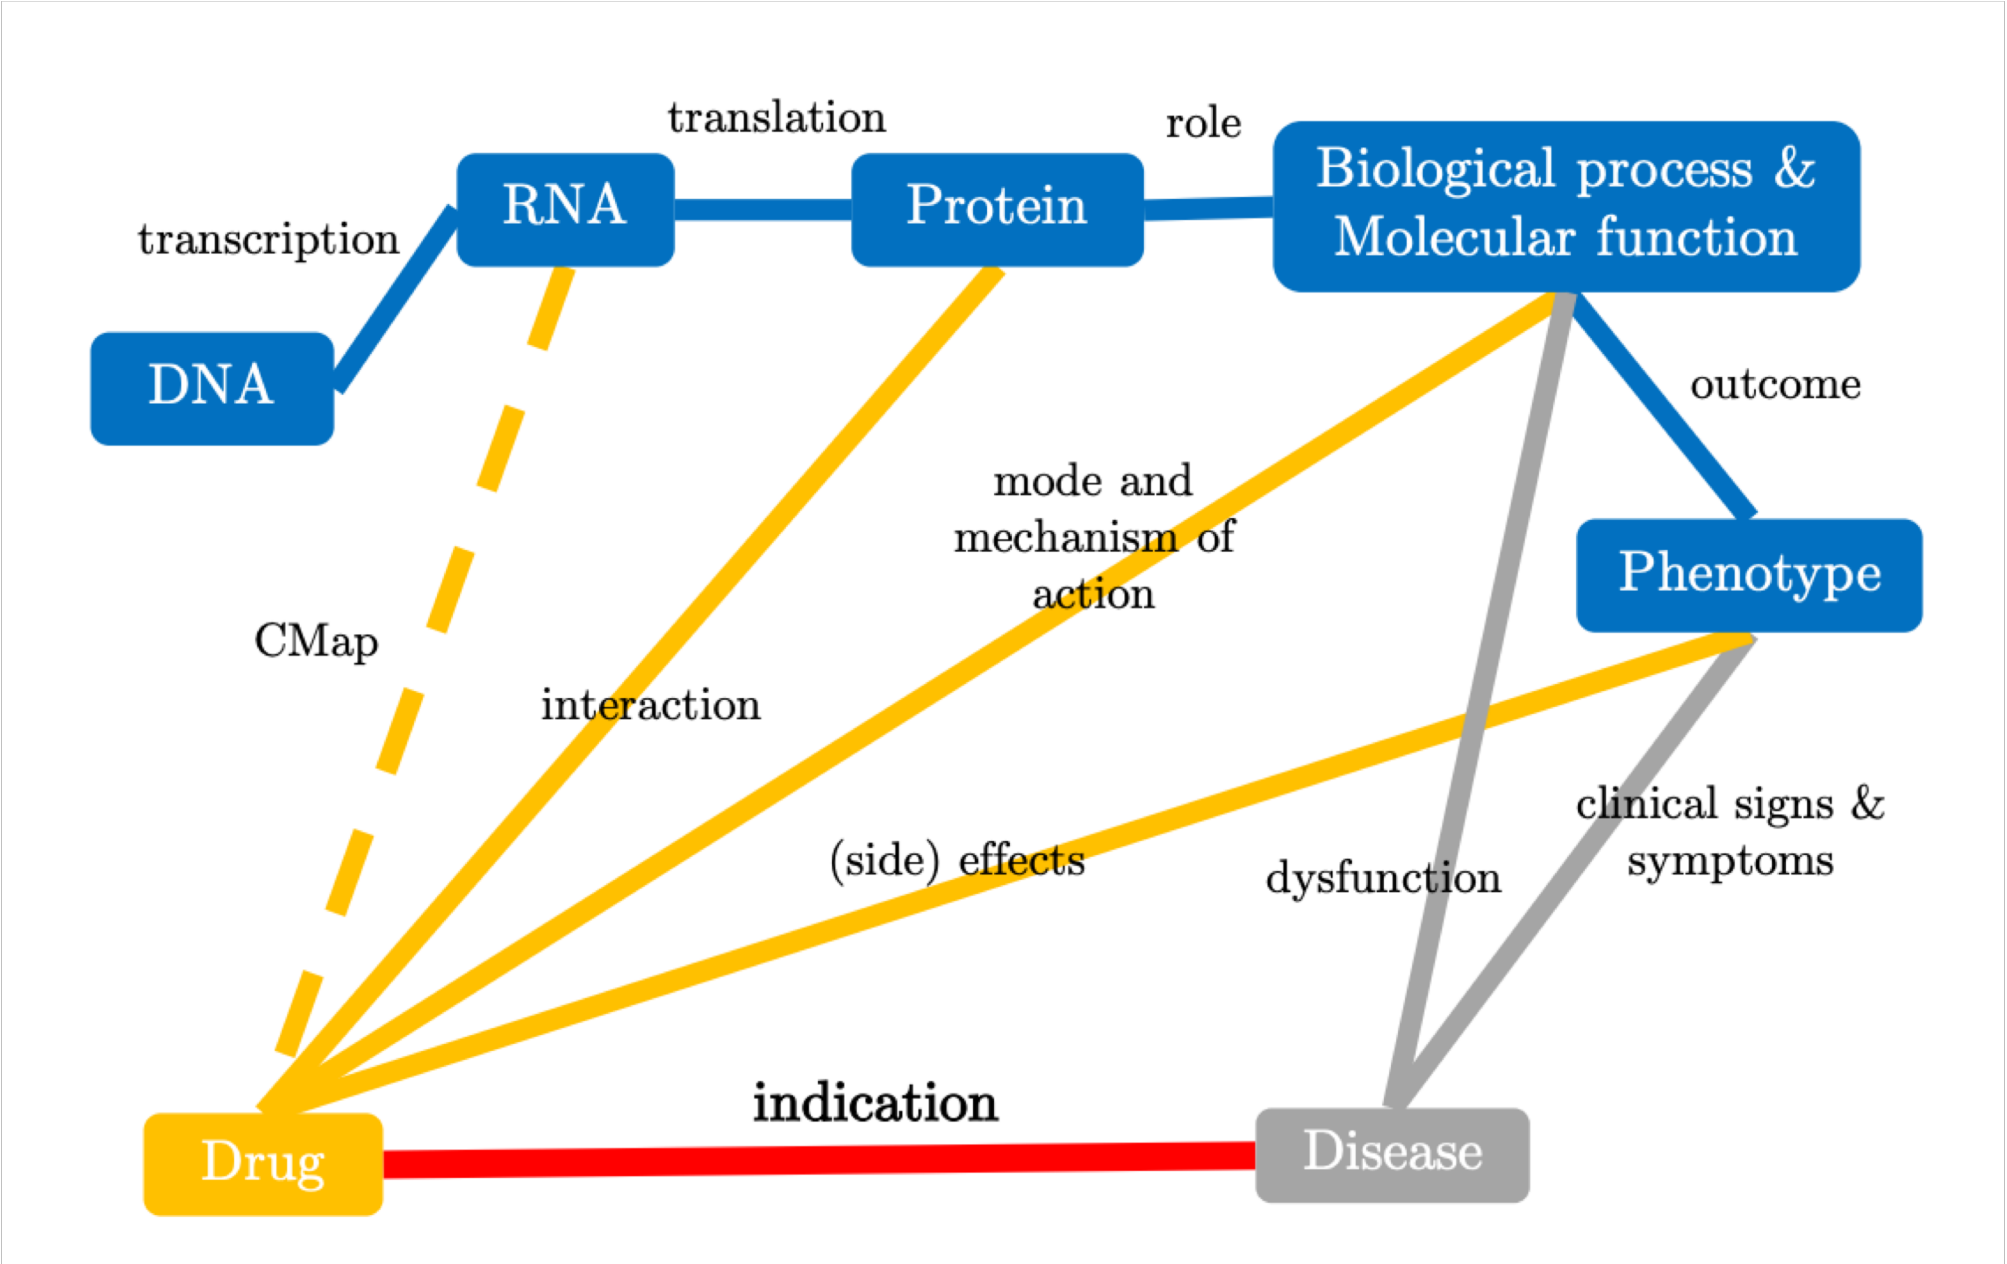 translation
role
transcription
RNA
Protein
Biological process &
Molecular function
DNA
outcome
mode and
mechanism of
action
Phenotype
CMap
interaction
clinical signs &
symptoms
(side) effects
dysfunction
indication
Drug
Disease